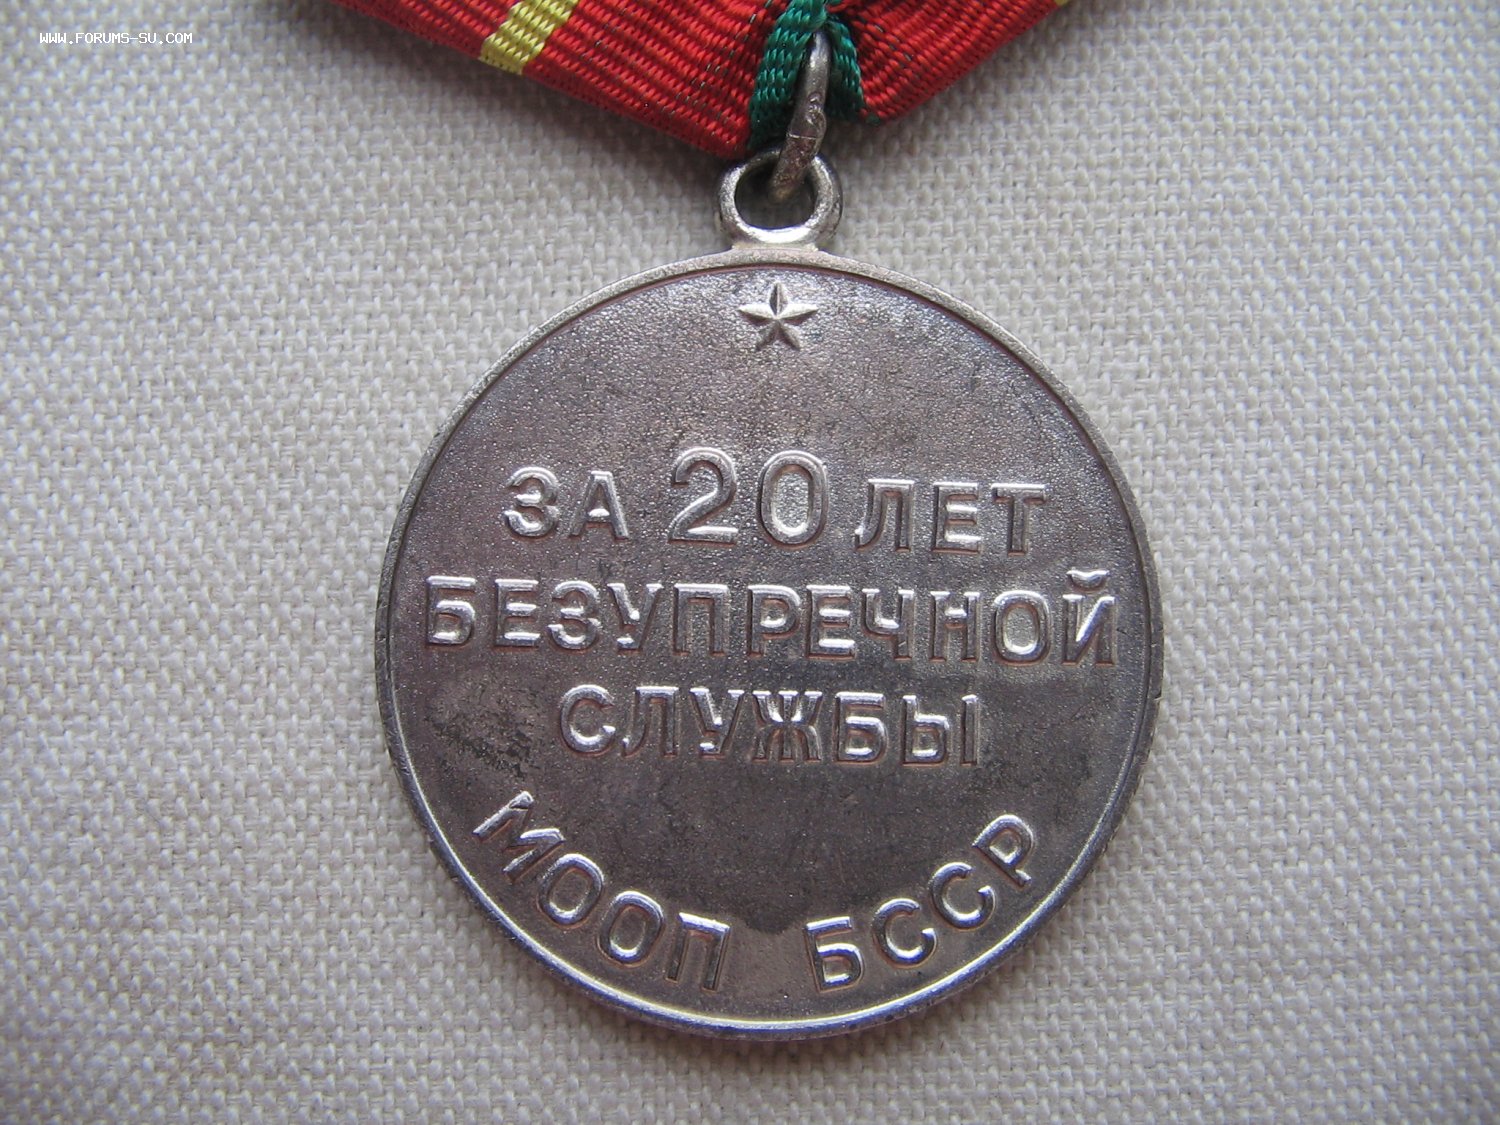 WWW.FORUMS-SU.COM
ЗА 20 ЛЕТ
БЕЗУПРЕЧНОЙ
СЛУЖБЫ
МООП БССР